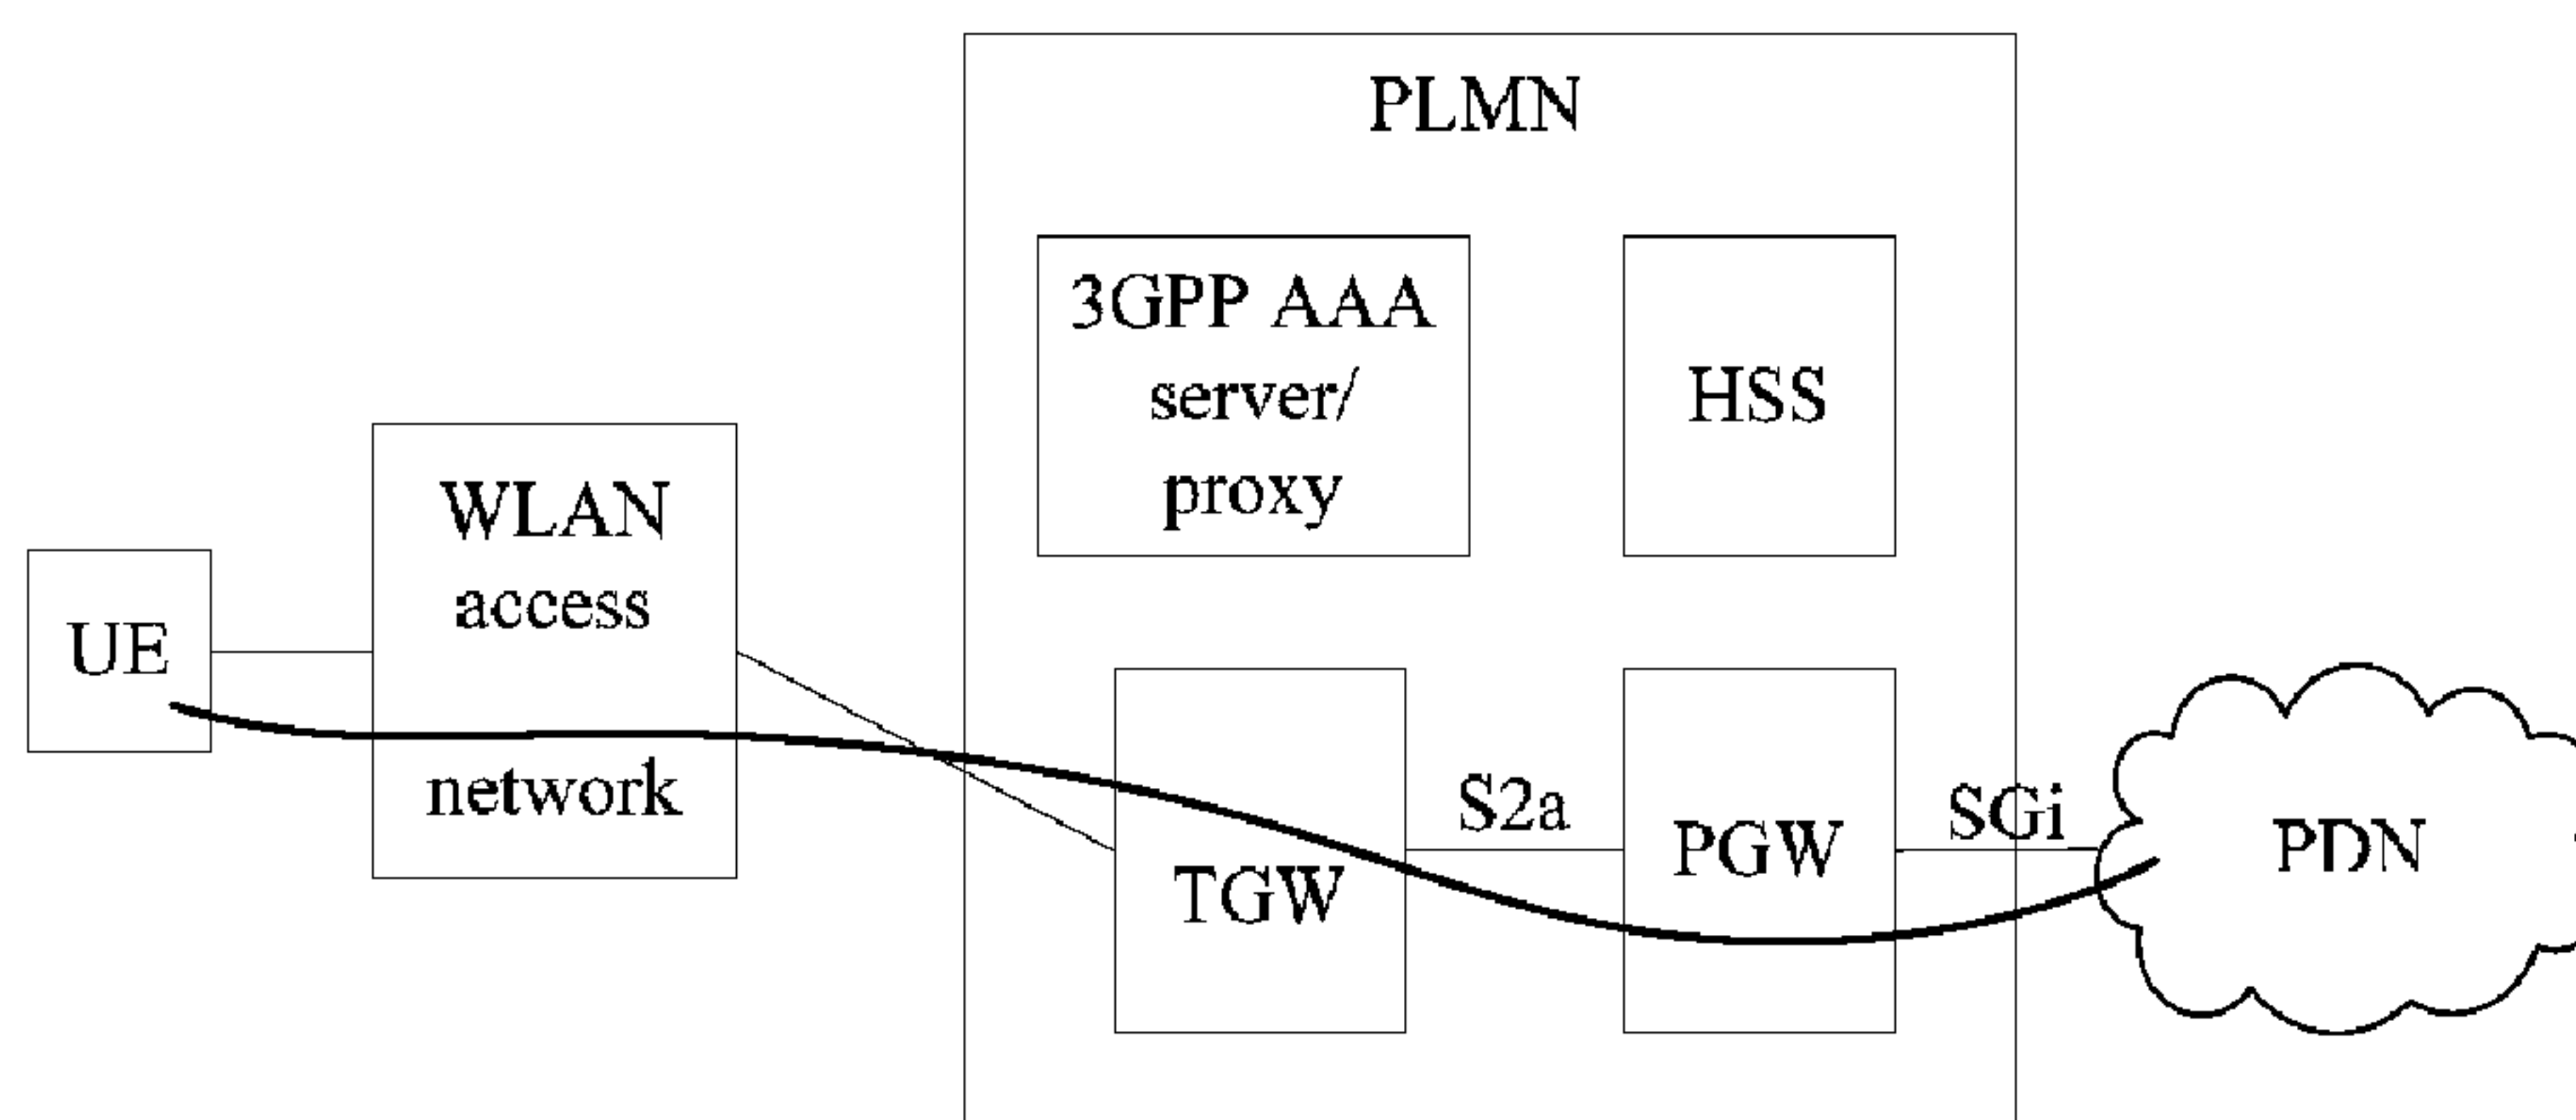 PLMN
3GPP AAA
server/
proxy
HSS
WLAN
access
network
UE
TGW
S2a
PGW
SGi
PDN